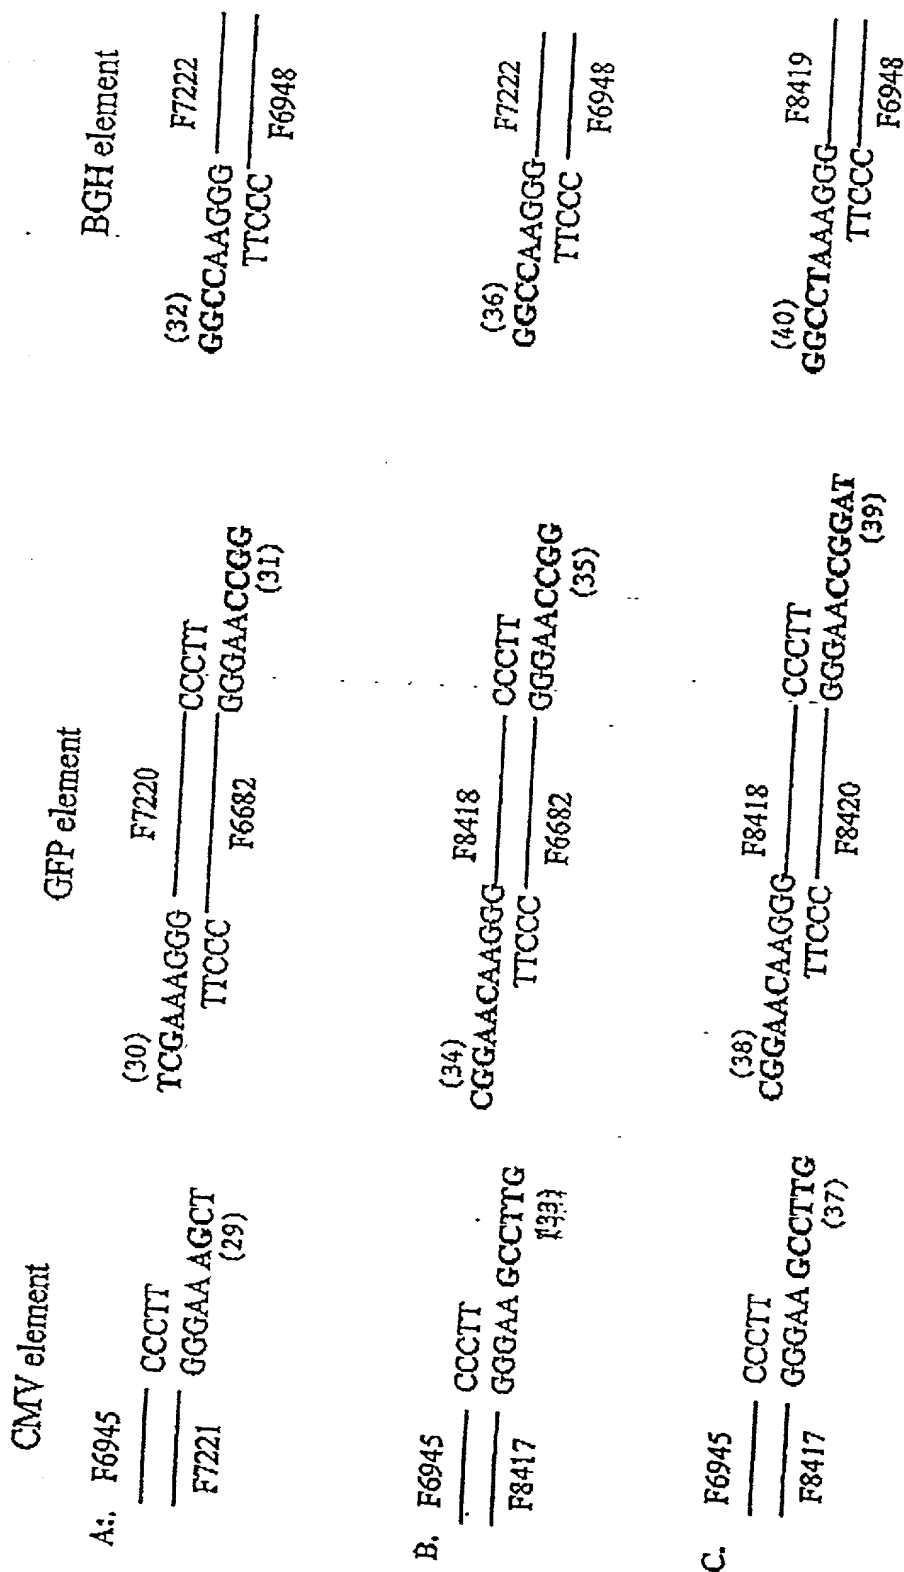 CMV element
GFP element
BGH element
A:. F6945
CCCTT
GGGAA AGCT
(29)
F7221
(30)
TCGAAAGGG
TTCCC
F7220
F6682
CCCTT
GGGAACCGG
(31)
(32)
GGCCAAGGG
TTCCC
F7222
F6948
B. F6945
CCCTT
GGGAA GCCTTG
(33)
F8417
(34)
CGGAACAAGGG
TTCCC
F8418
F6682
CCCTT
GGGAACCGG
(35)
(36)
GGCCAAGGG
TTCCC
F7222
F6948
C. F6945
CCCTT
GGGAA GCCTTG
(37)
F8417
(38)
CGGAACAAGGG
TTCCC
F8418
F8420
CCCTT
GGGAACCGGAT
(39)
(40)
GGCCTAAAGGG
TTCCC
F8419
F6948